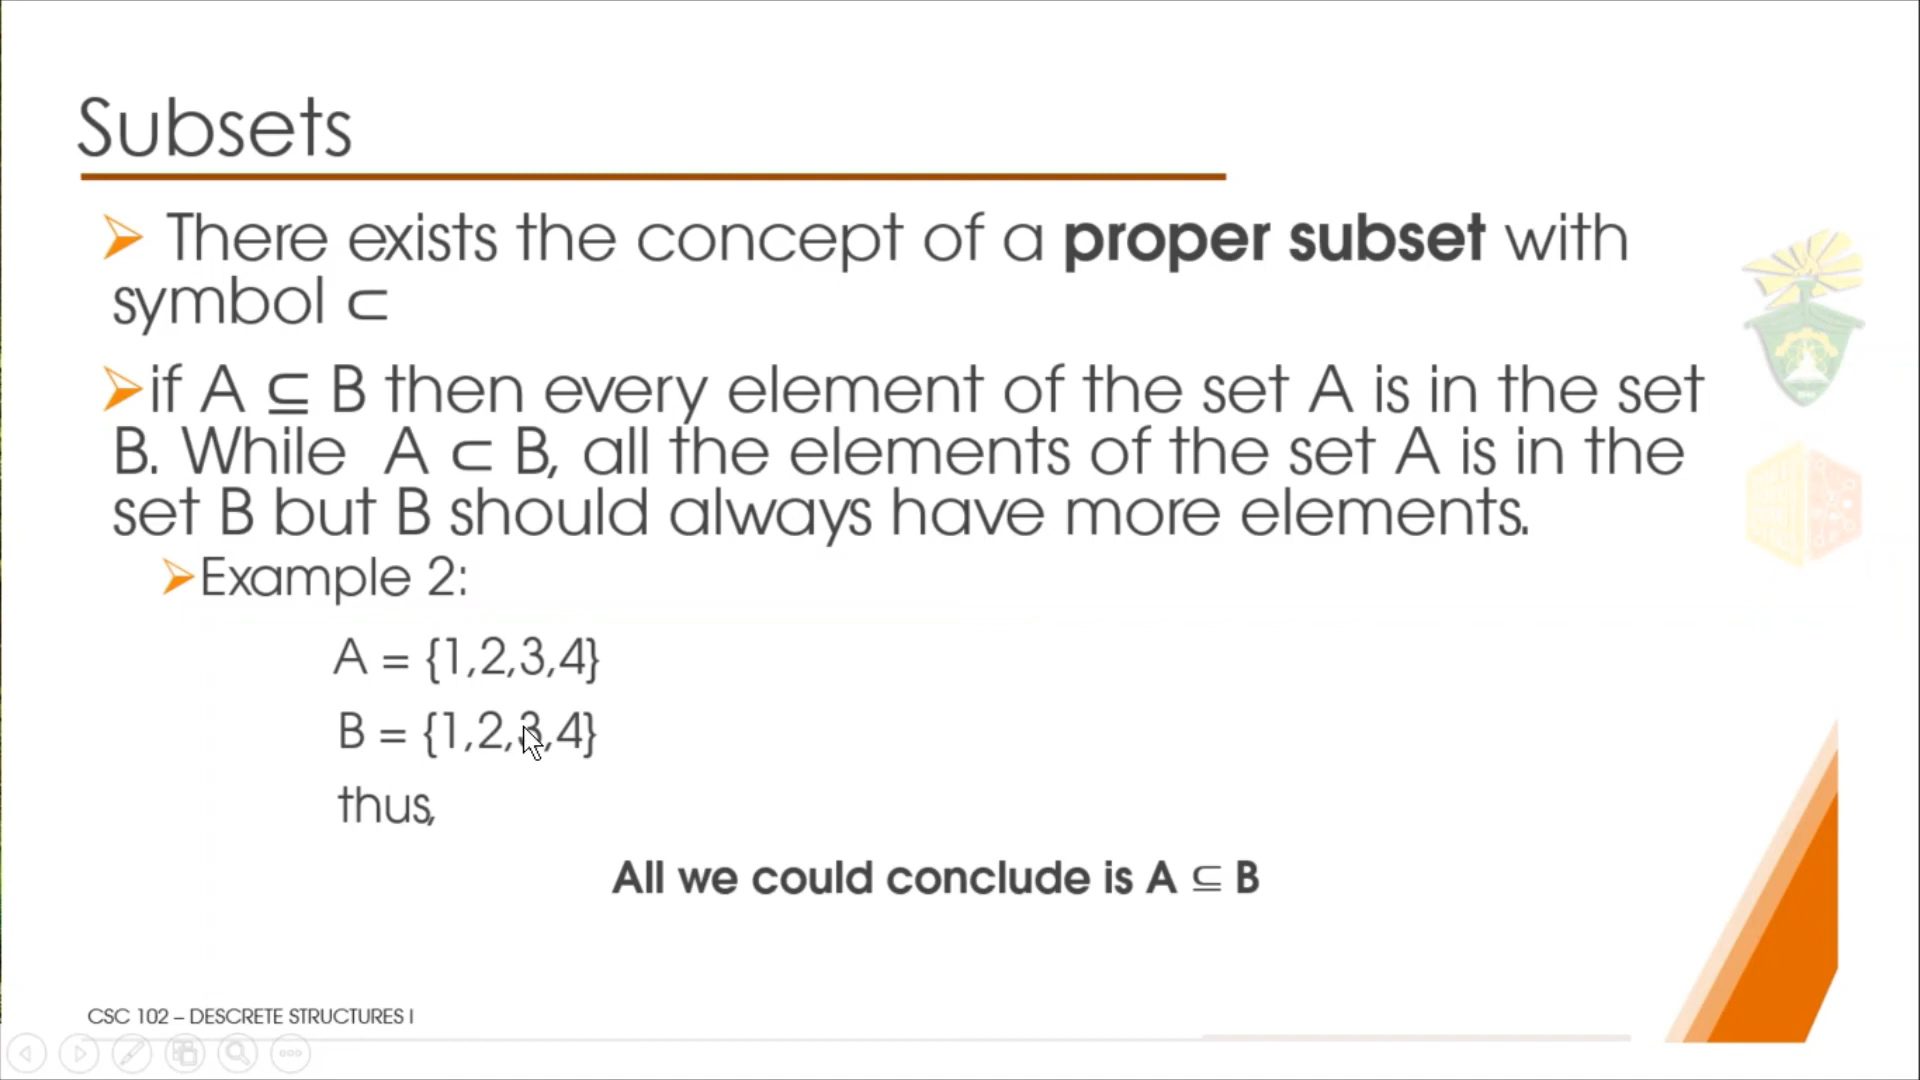 Subsets
There exists the concept of a proper subset with
symbol ⊂
if A ⊆ B then every element of the set A is in the set
B. While A ⊂ B, all the elements of the set A is in the
set B but B should always have more elements.
Example 2:
A = {1,2,3,4}
B = {1,2,3,4}
thus,
All we could conclude is A ⊆ B
CSC 102 – DESCRETE STRUCTURES I